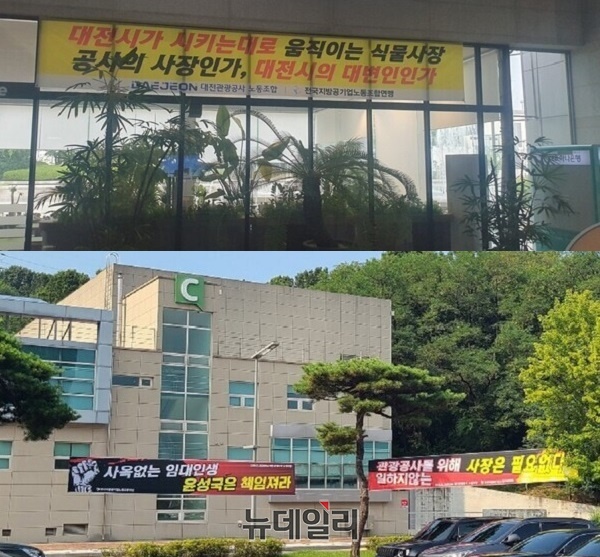 대전시가 시키는대로 움직이는 식물사장
공사의 사장인가, 대전시의 대변인인가
DAEJEON 대전관광공사 노동조합 전국지방공기업노동조합연맹
C
사옥없는 임대인생
윤성국은 책임져라
관광공사를 위해 사장은 필요없다
일하지않는
뉴데일리